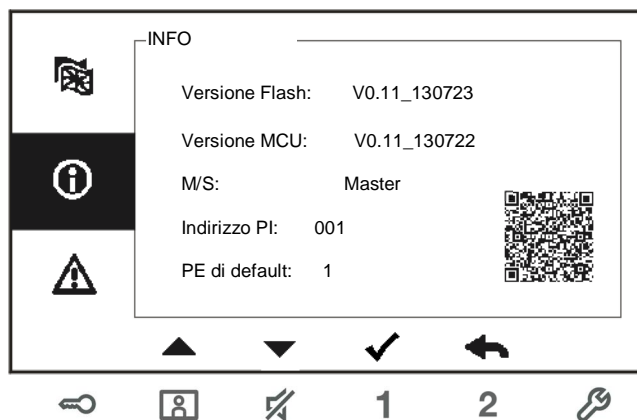 INFO
Versione Flash: V0.11_130723
Versione MCU: V0.11_130722
M/S: Master
Indirizzo PI: 001
PE di default: 1
1 2